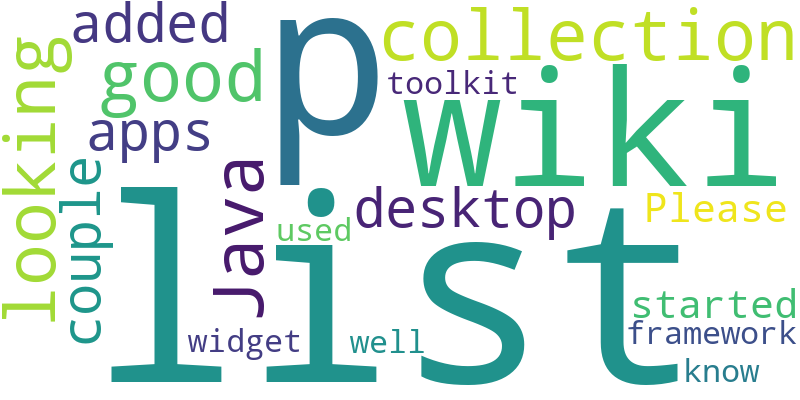 added
p
collection
good
wiki
toolkit
looking
apps
couple
Java
desktop
Please
list
used
started
framework
widget
well
know